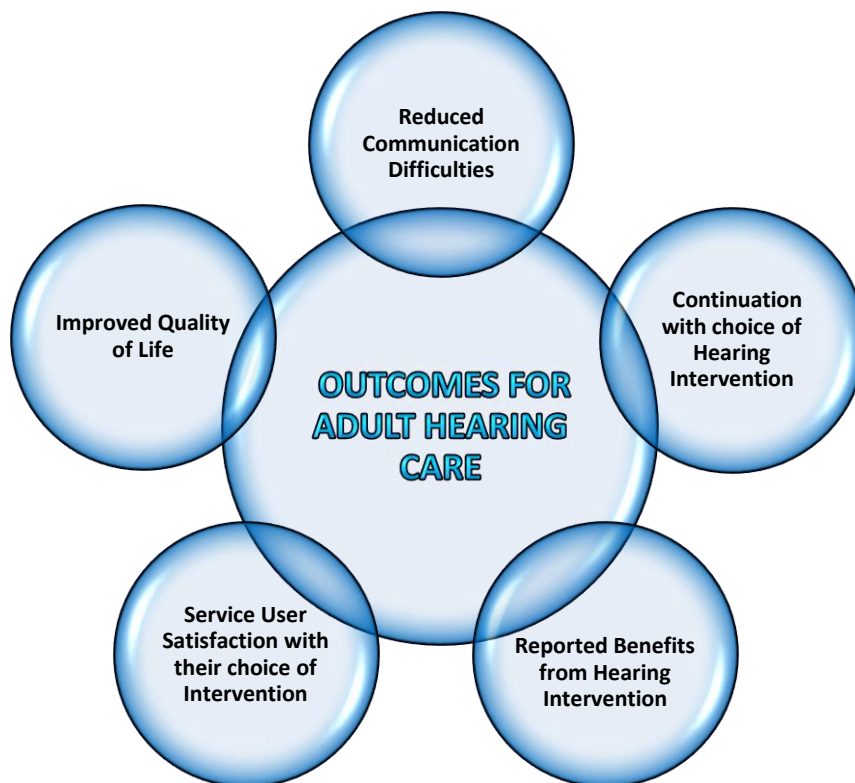 Reduced
Communication
Difficulties
Improved Quality
of Life
Continuation
with choice of
Hearing
Intervention
OUTCOMES FOR
ADULT HEARING
CARE
Service User
Satisfaction with
their choice of
Intervention
Reported Benefits
from Hearing
Intervention